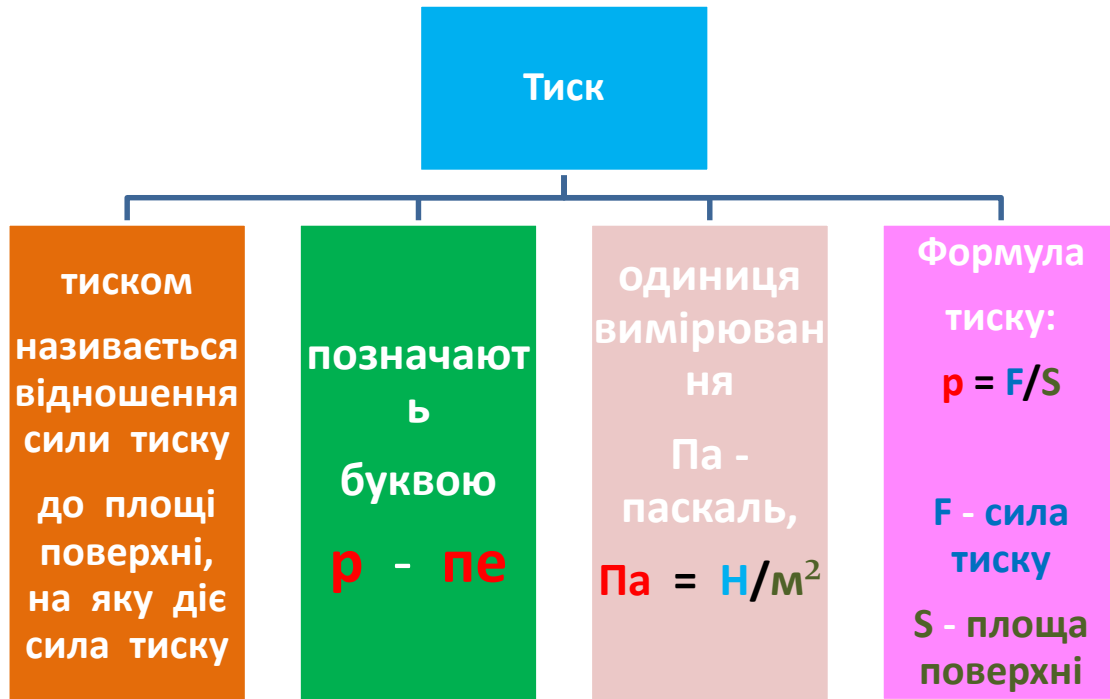 Тиск
тиском
називається
відношення
сили тиску
до площі
поверхні,
на яку діє
сила тиску
позначают
ь
буквою
р - пе
одиниця
вимірюван
ня
Па -
паскаль,
Па = Н/м²
Формула
тиску:
р = F/S
F - сила
тиску
S - площа
поверхні